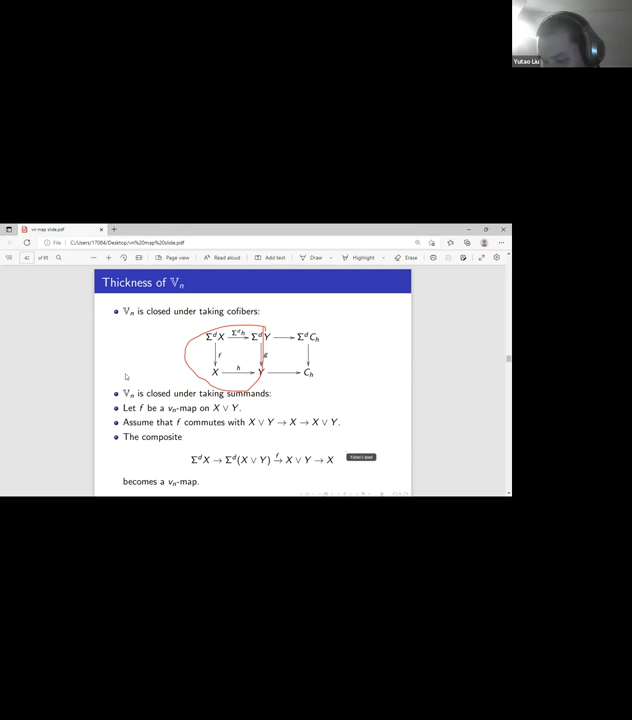 Yutao Liu
vn map slide.pdf
File
C:/Users/17084/Desktop/vn%20map%20slide.pdf
42 of 93
Page view
Read aloud
Add text
Draw
Highlight
Erase
Thickness of 𝕍ₙ
𝕍ₙ is closed under taking cofibers:
ΣᵈX Σᵈh ΣᵈY ΣᵈCₕ
f g
X h Y Cₕ
𝕍ₙ is closed under taking summands:
Let f be a vₙ-map on X ∨ Y.
Assume that f commutes with X ∨ Y → X → X ∨ Y.
The composite
ΣᵈX → Σᵈ(X ∨ Y) →f X ∨ Y → X
becomes a vₙ-map.